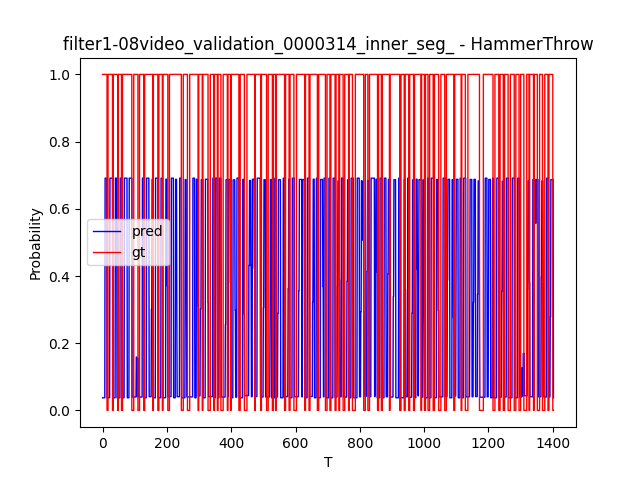 filter1-08video_validation_0000314_inner_seg_ - HammerThrow
1.0
0.8
0.6
0.4
0.2
0.0
Probability
pred
gt
0 200 400 600 800 1000 1200 1400
T